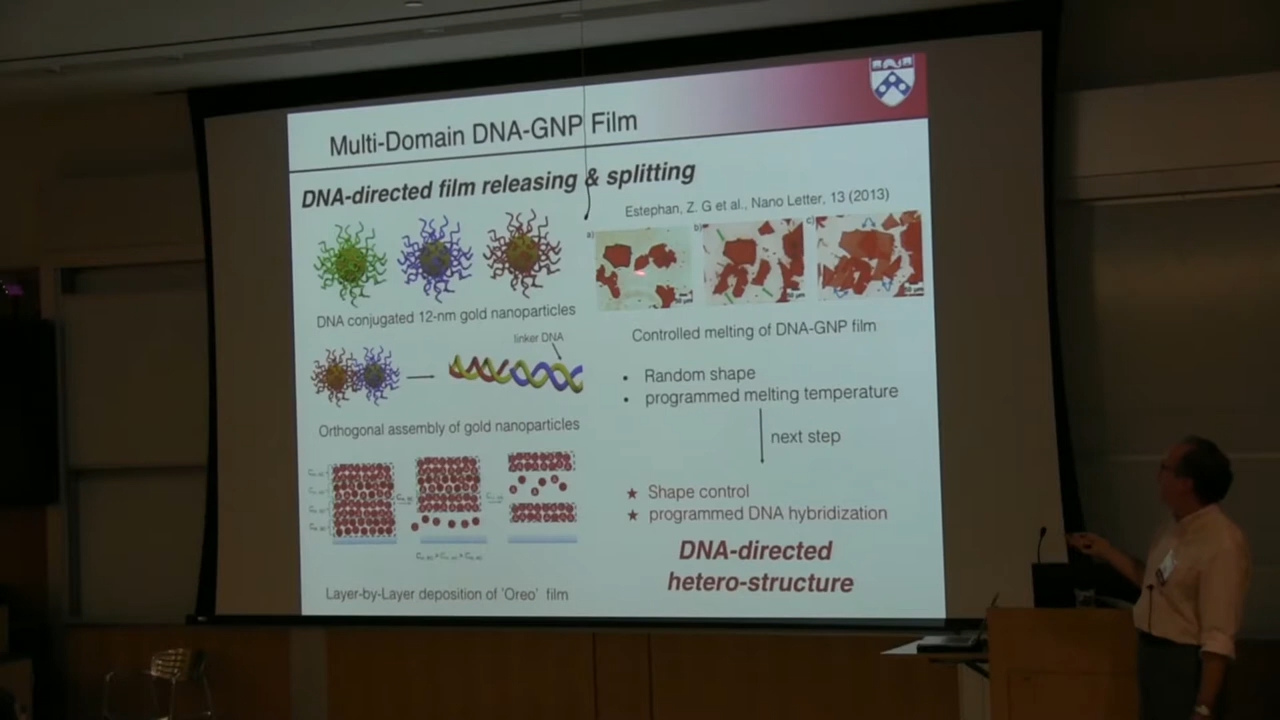 Multi-Domain DNA-GNP Film
DNA-directed film releasing & splitting
Estephan, Z. G et al., Nano Letter, 13 (2013)
a)
b)
c)
DNA conjugated 12-nm gold nanoparticles
Controlled melting of DNA-GNP film
linker DNA
• Random shape
• programmed melting temperature
Orthogonal assembly of gold nanoparticles
next step
★ Shape control
★ programmed DNA hybridization
DNA-directed
hetero-structure
Layer-by-Layer deposition of 'Oreo' film